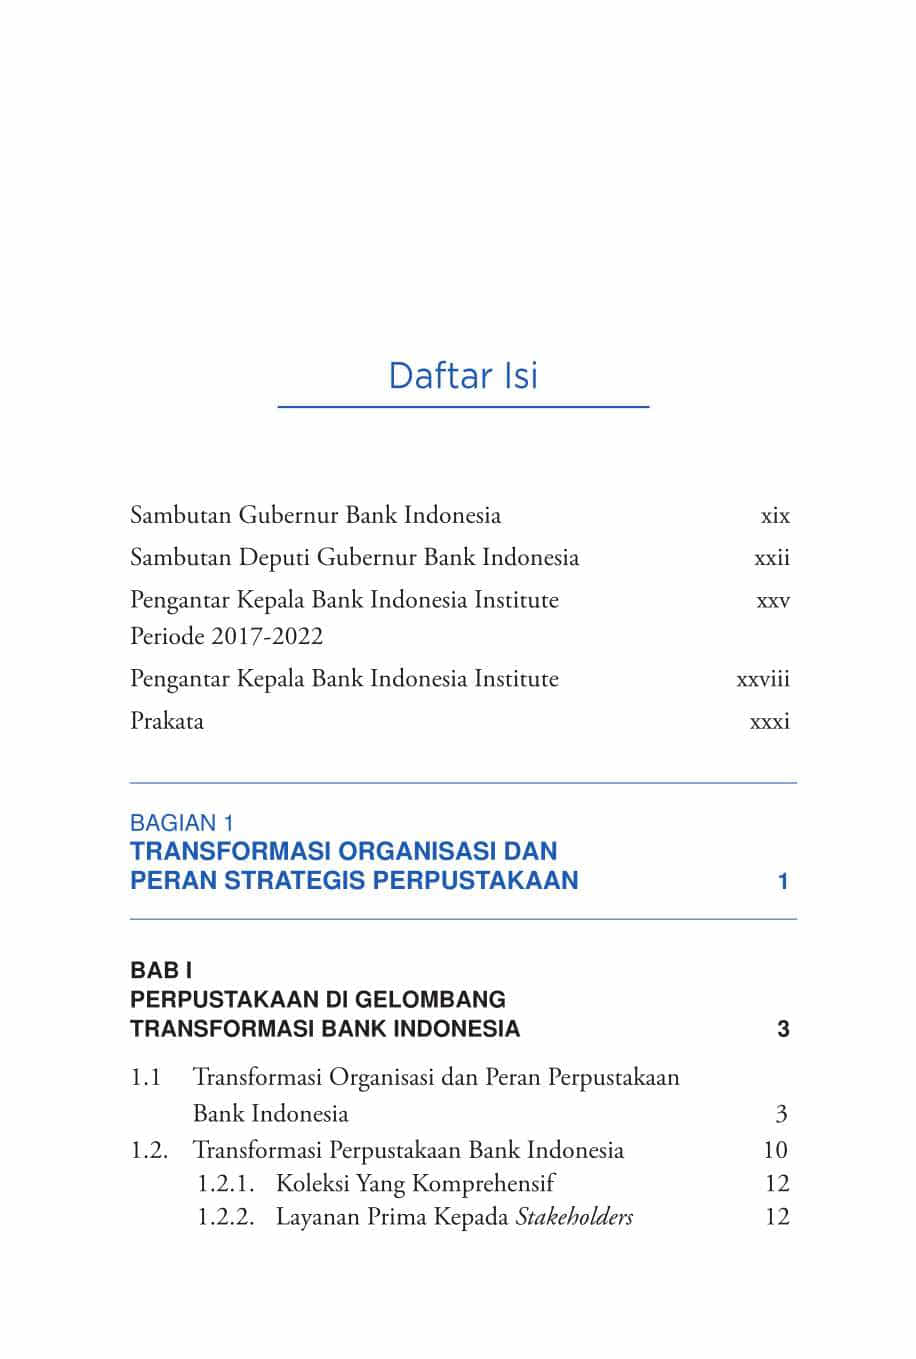 Daftar Isi
Sambutan Gubernur Bank Indonesia xix
Sambutan Deputi Gubernur Bank Indonesia xxii
Pengantar Kepala Bank Indonesia Institute xxv
Periode 2017-2022
Pengantar Kepala Bank Indonesia Institute xxviii
Prakata xxxi
BAGIAN 1
TRANSFORMASI ORGANISASI DAN
PERAN STRATEGIS PERPUSTAKAAN 1
BAB I
PERPUSTAKAAN DI GELOMBANG
TRANSFORMASI BANK INDONESIA 3
1.1 Transformasi Organisasi dan Peran Perpustakaan
Bank Indonesia 3
1.2. Transformasi Perpustakaan Bank Indonesia 10
1.2.1. Koleksi Yang Komprehensif 12
1.2.2. Layanan Prima Kepada Stakeholders 12